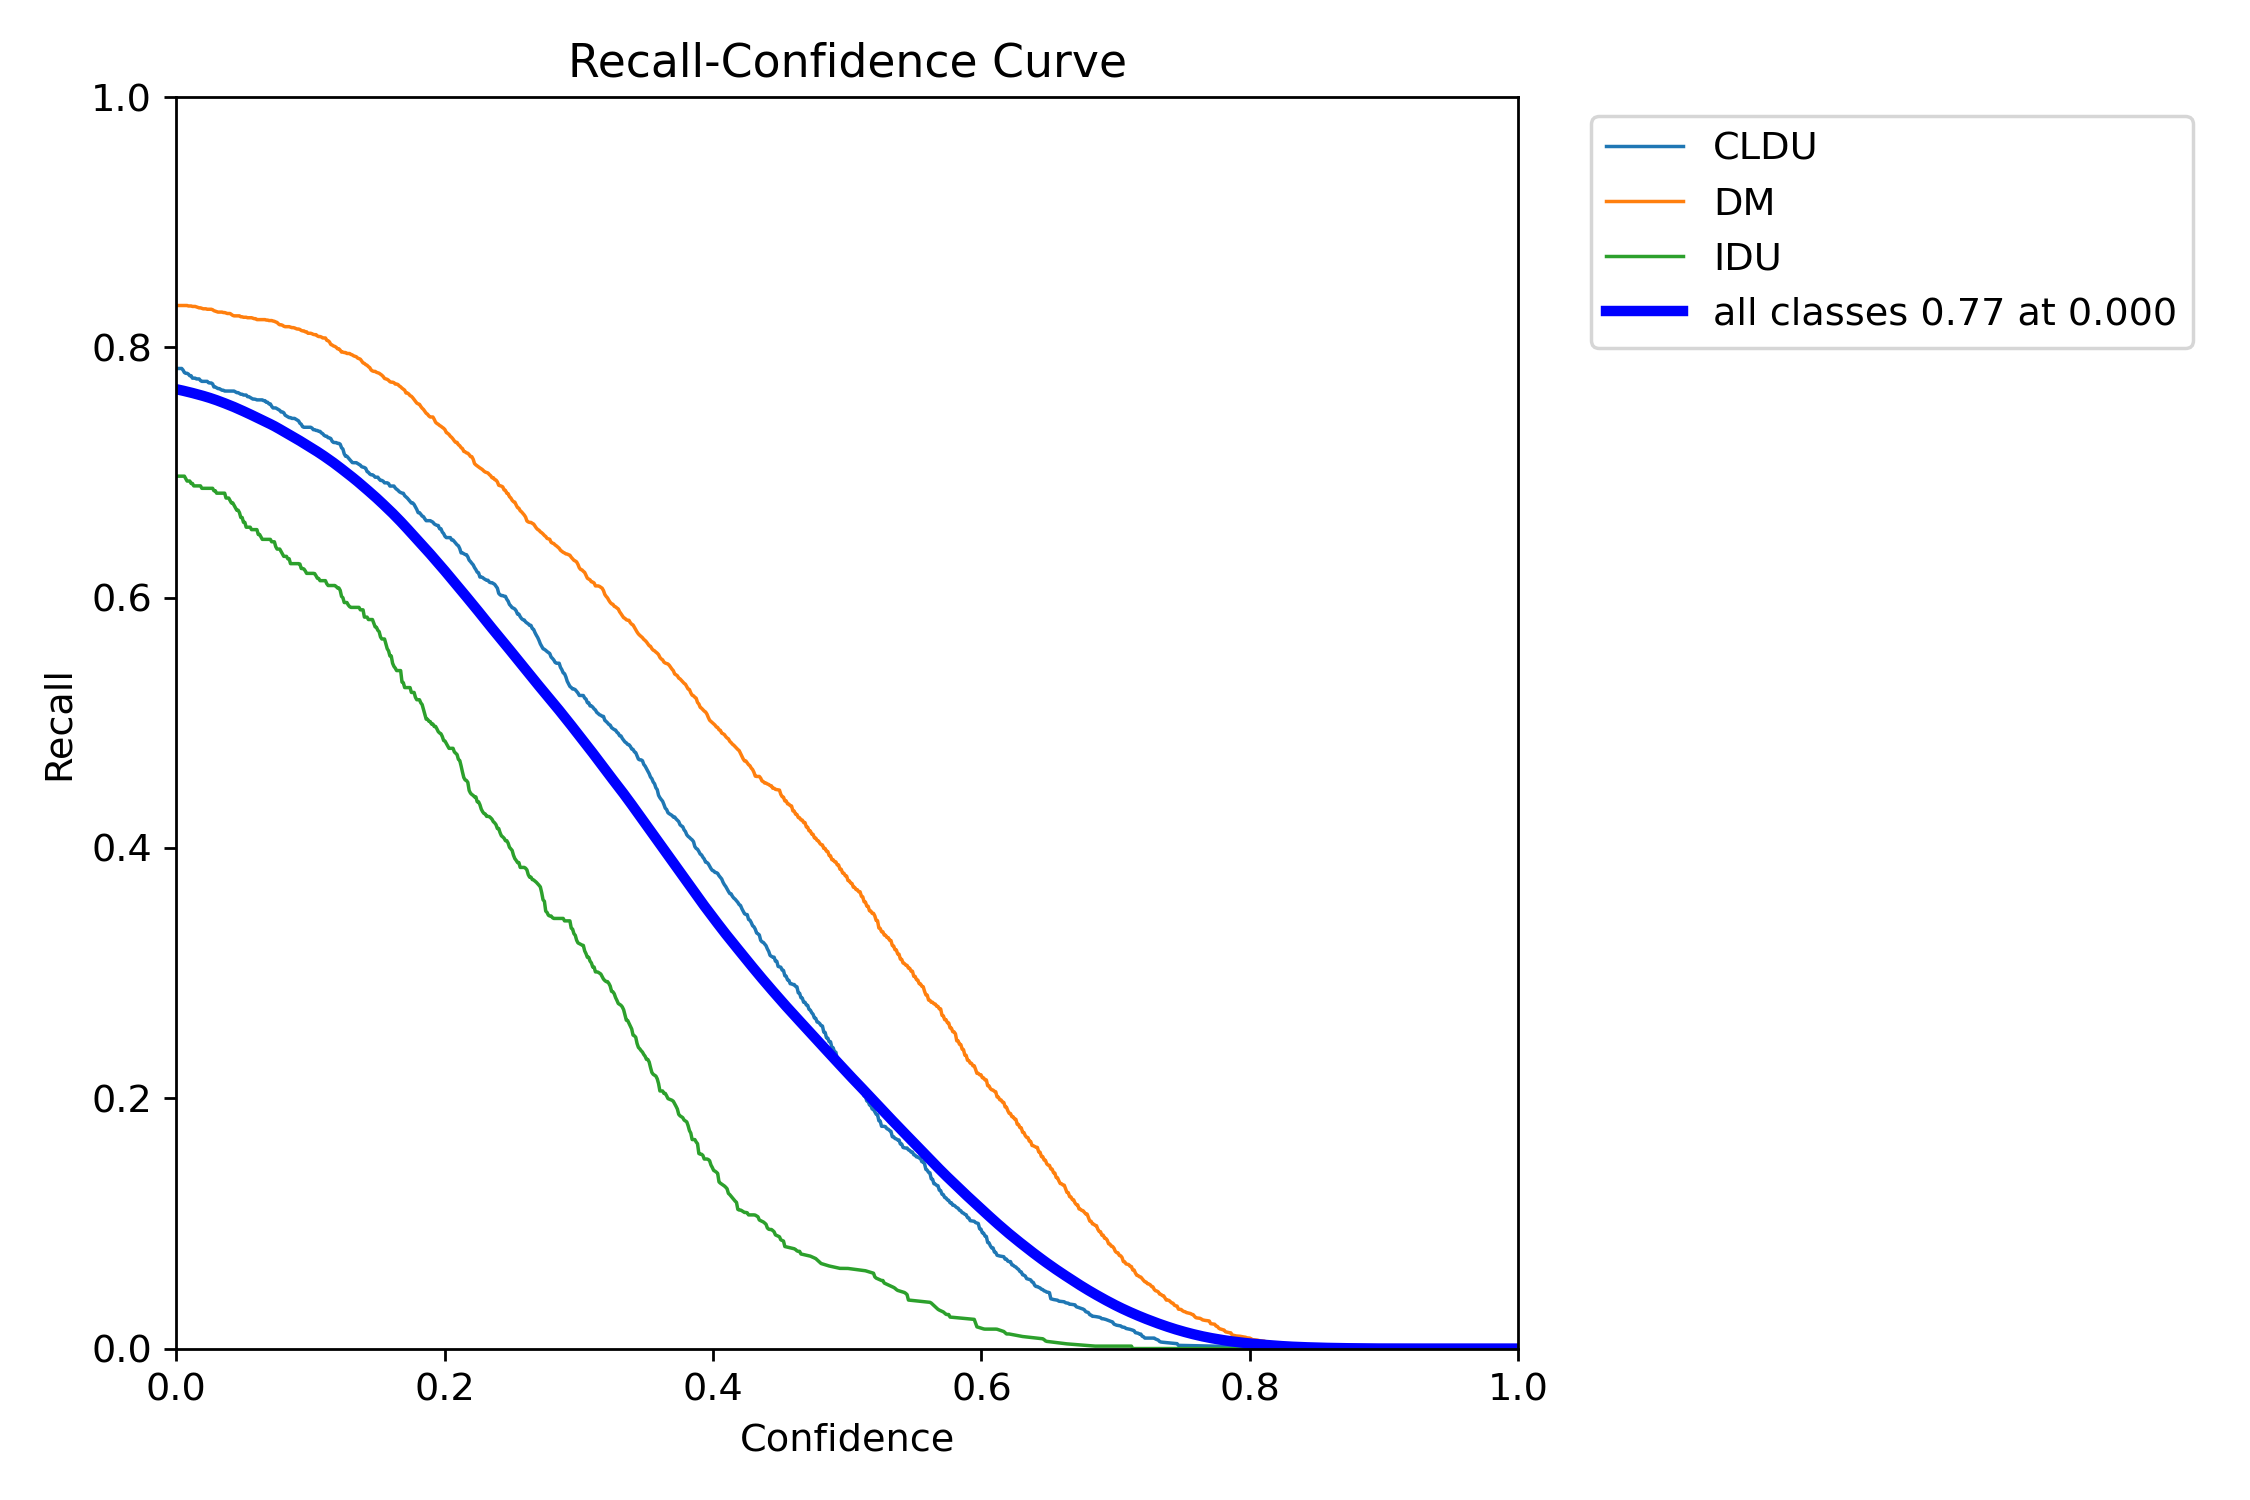 Recall-Confidence Curve
1.0
0.8
0.6
0.4
0.2
0.0
Recall
0.0 0.2 0.4 0.6 0.8 1.0
Confidence
CLDU
DM
IDU
all classes 0.77 at 0.000